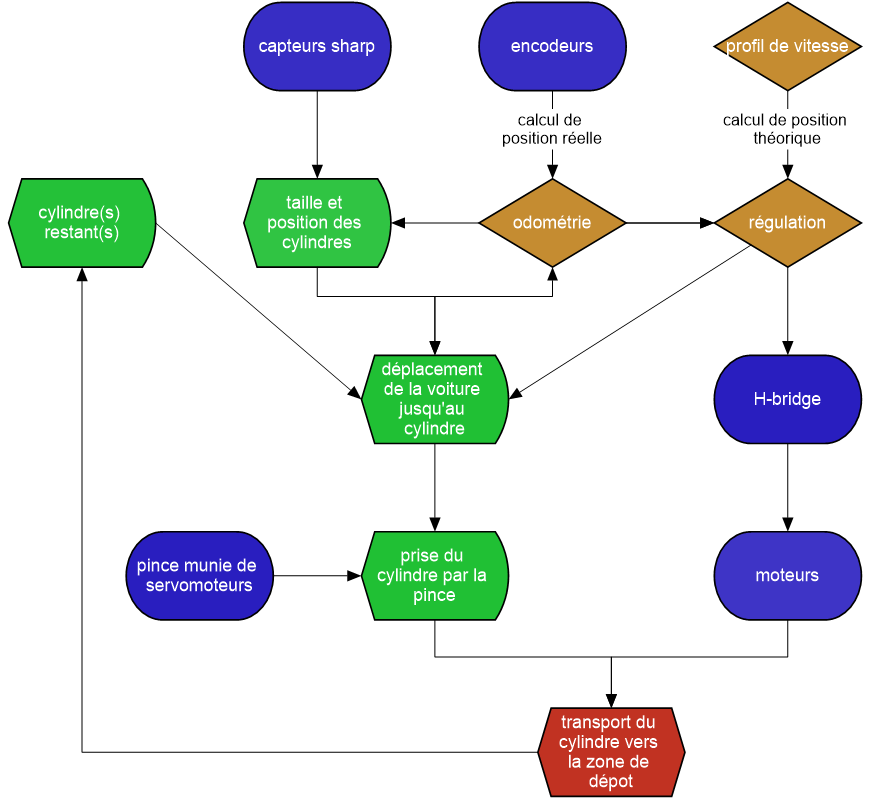 capteurs sharp
encodeurs
profil de vitesse
calcul de
position réelle
calcul de position
théorique
cylindre(s)
restant(s)
taille et
position des
cylindres
odométrie
régulation
déplacement
de la voiture
jusqu'au
cylindre
H-bridge
pince munie de
servomoteurs
prise du
cylindre par la
pince
moteurs
transport du
cylindre vers
la zone de
dépot